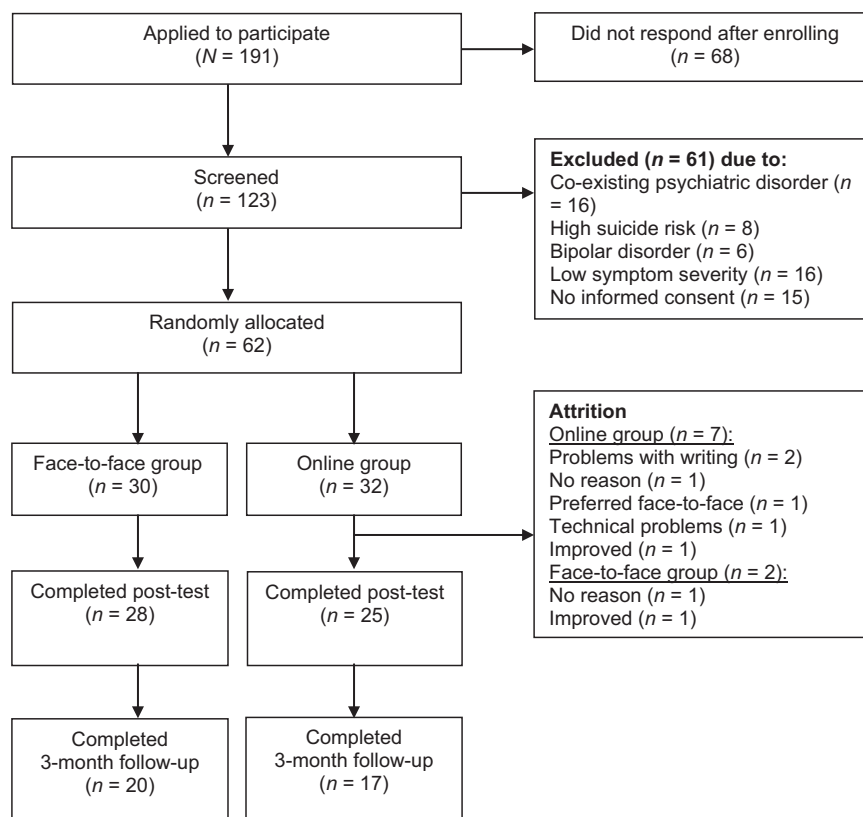 Applied to participate
(N = 191)
Did not respond after enrolling
(n = 68)
Screened
(n = 123)
Excluded (n = 61) due to:
Co-existing psychiatric disorder (n
= 16)
High suicide risk (n = 8)
Bipolar disorder (n = 6)
Low symptom severity (n = 16)
No informed consent (n = 15)
Randomly allocated
(n = 62)
Face-to-face group
(n = 30)
Online group
(n = 32)
Attrition
Online group (n = 7):
Problems with writing (n = 2)
No reason (n = 1)
Preferred face-to-face (n = 1)
Technical problems (n = 1)
Improved (n = 1)
Face-to-face group (n = 2):
No reason (n = 1)
Improved (n = 1)
Completed post-test
(n = 28)
Completed post-test
(n = 25)
Completed
3-month follow-up
(n = 20)
Completed
3-month follow-up
(n = 17)